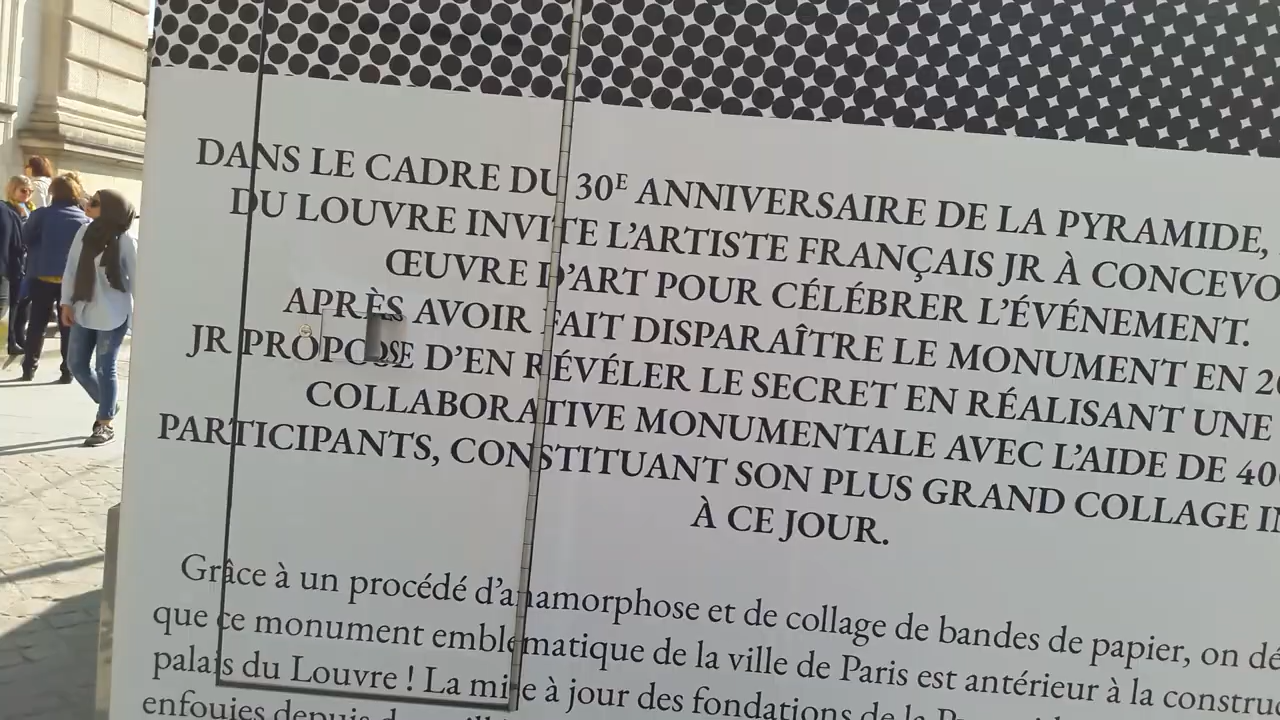 DANS LE CADRE DU 30E ANNIVERSAIRE DE LA PYRAMIDE,
DU LOUVRE INVITE L'ARTISTE FRANÇAIS JR À
ŒUVRE D'ART POUR CÉLÉBRER L'ÉVÉNEMENT.
APRÈS AVOIR FAIT DISPARAÎTRE LE MONUMENT EN
JR PROPOSE D'EN RÉVÉLER LE SECRET EN RÉALISANT UNE
COLLABORATIVE MONUMENTALE AVEC L'AIDE DE
PARTICIPANTS, CONSTITUANT SON PLUS GRAND COLLAGE
À CE JOUR.
Grâce à un procédé d'anamorphose et de collage de bandes de papier, on
que ce monument emblématique de la ville de Paris est antérieur à la
palais du Louvre ! La mise à jour des fondations de la
enfouies depuis